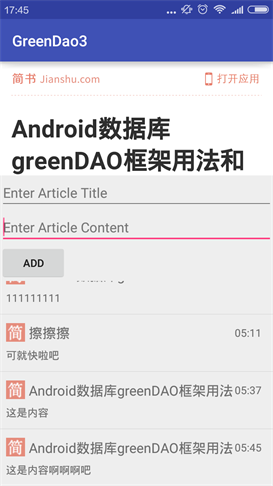 17:45
GreenDao3
简书 Jianshu.com
打开应用
Android数据库
greenDAO框架用法和
Enter Article Title
Enter Article Content
ADD
111111111
简 擦擦擦 05:11
可就快啦吧
简 Android数据库greenDAO框架用法 05:37
这是内容
简 Android数据库greenDAO框架用法 05:45
这是内容啊啊啊吧